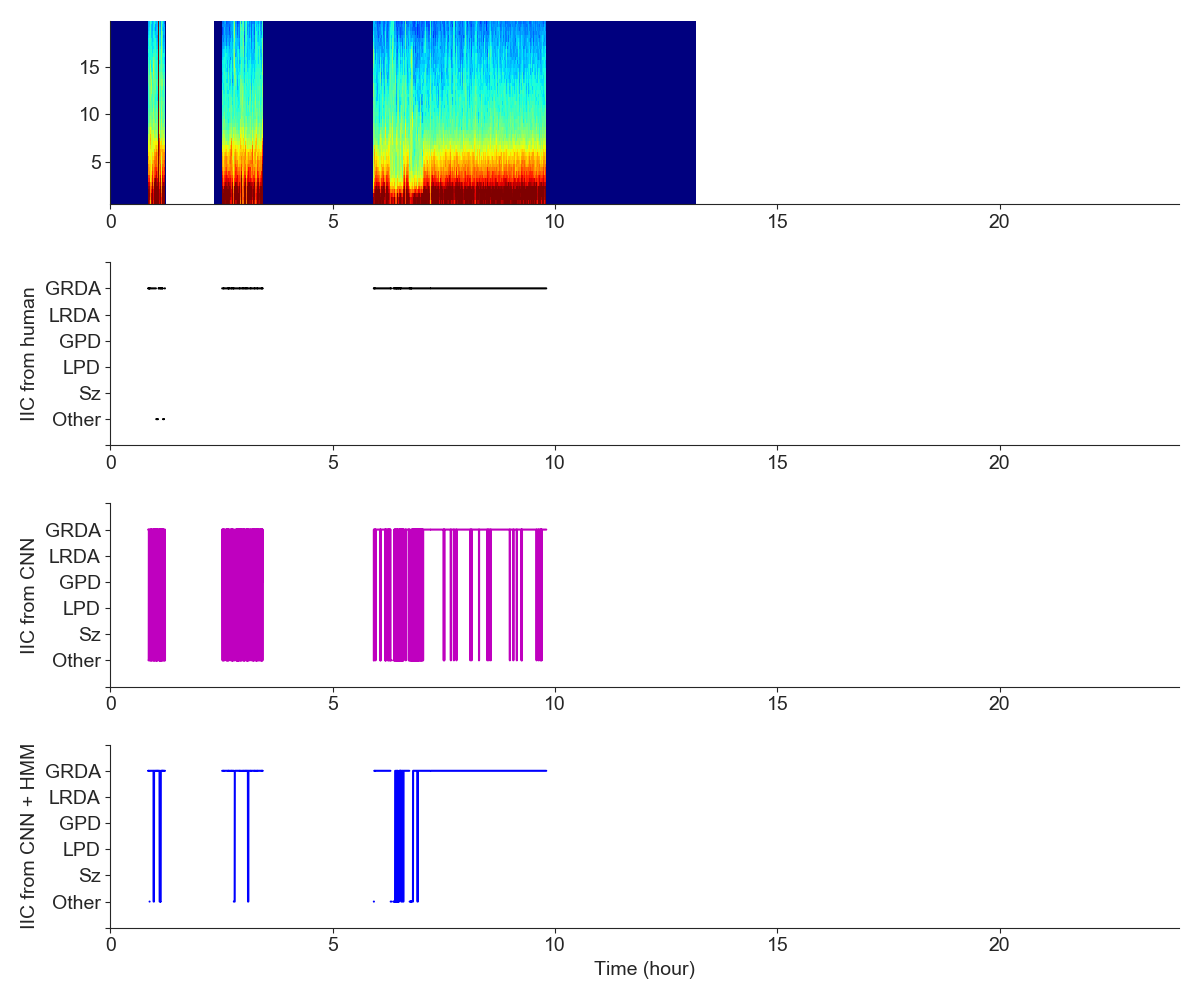 15
10
5
0 5 10 15 20
IIC from human
GRDA
LRDA
GPD
LPD
Sz
Other
0 5 10 15 20
IIC from CNN
GRDA
LRDA
GPD
LPD
Sz
Other
0 5 10 15 20
IIC from CNN + HMM
GRDA
LRDA
GPD
LPD
Sz
Other
0 5 10 15 20
Time (hour)